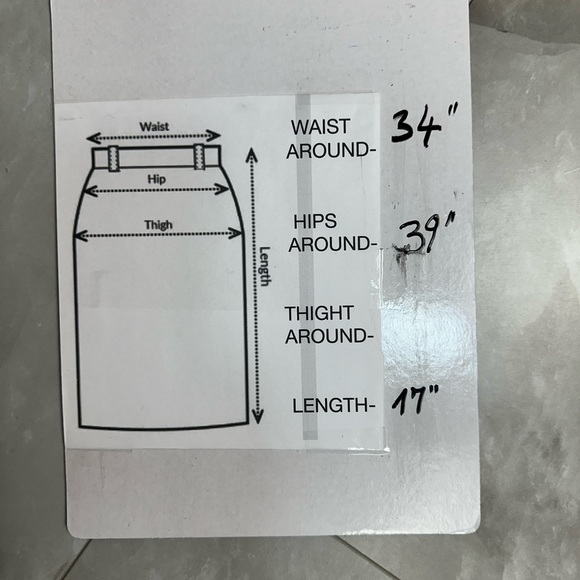 Waist
Hip
Thigh
Length
WAIST
AROUND- 34"
HIPS
AROUND- 39"
THIGHT
AROUND-
LENGTH- 17"